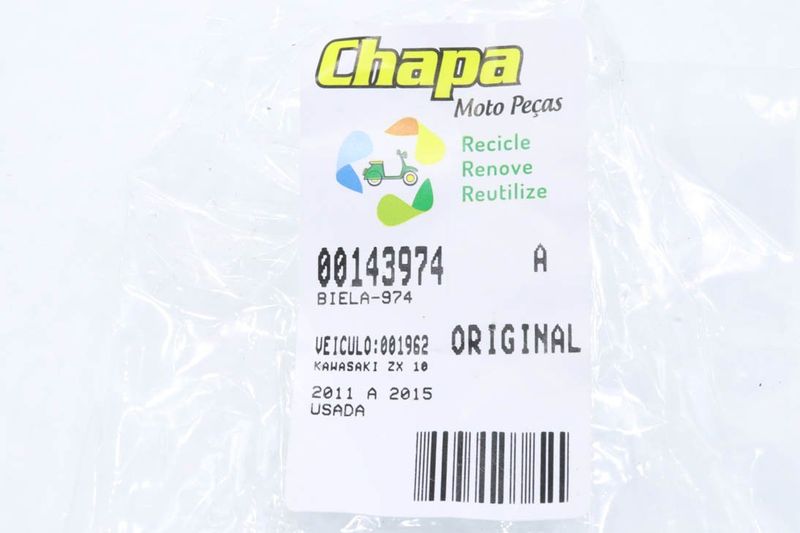 Chapa
Moto Peças
Recicle
Renove
Reutilize
00143974 A
BIELA-974
VEICULO:001962 ORIGINAL
KAWASAKI ZX 10
2011 A 2015
USADA